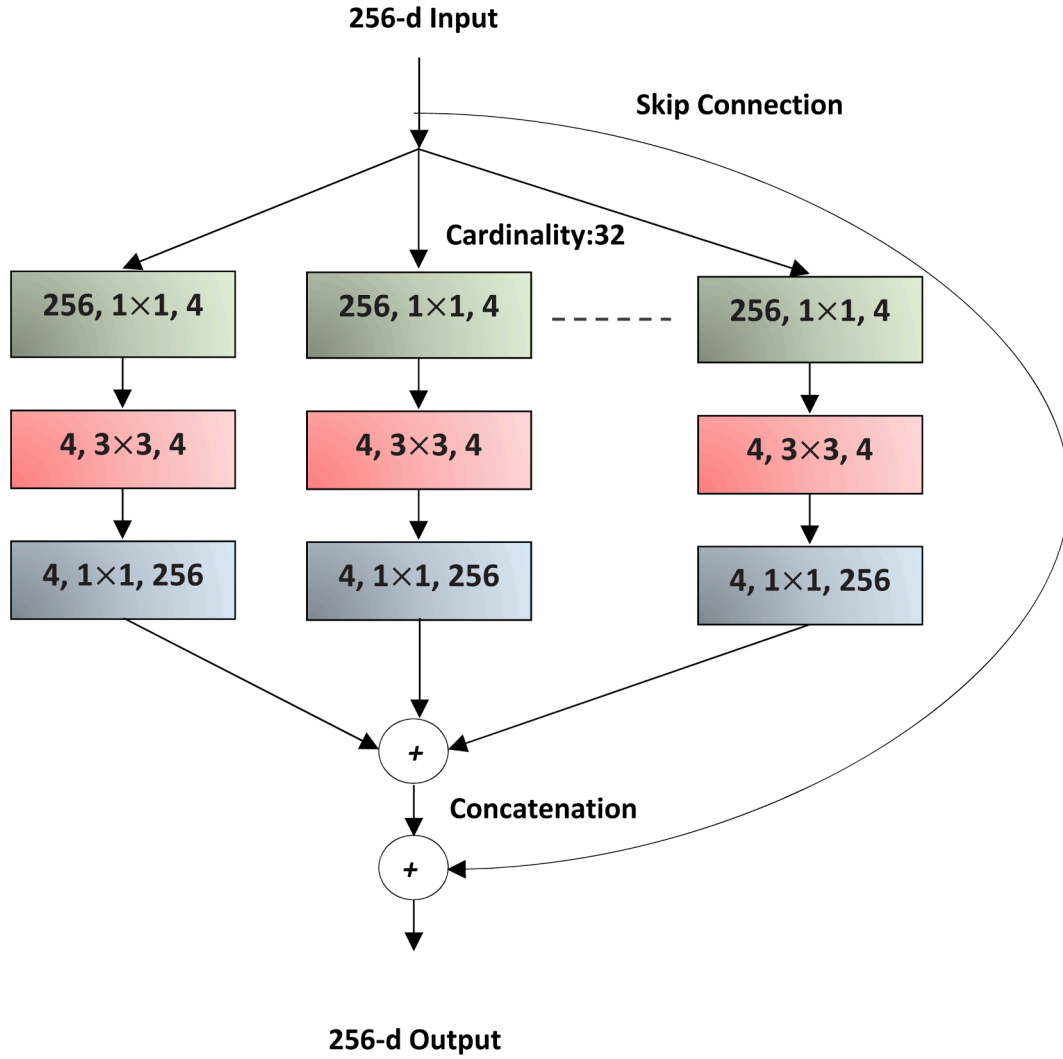 256-d Input
Skip Connection
Cardinality:32
256, 1×1, 4
256, 1×1, 4
256, 1×1, 4
4, 3×3, 4
4, 3×3, 4
4, 3×3, 4
4, 1×1, 256
4, 1×1, 256
4, 1×1, 256
+
Concatenation
+
256-d Output